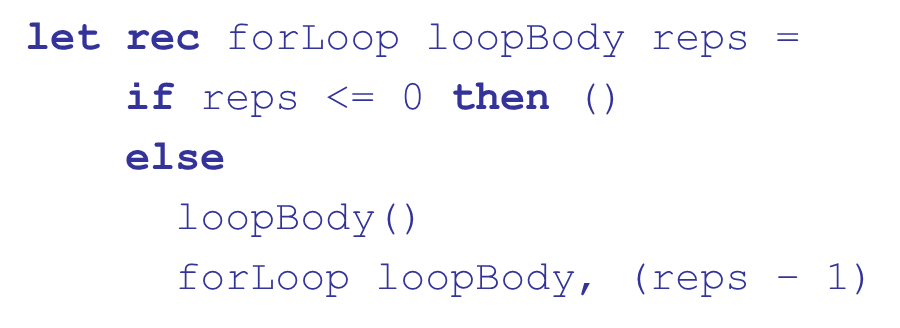 let rec forLoop loopBody reps =
if reps <= 0 then ()
else
loopBody()
forLoop loopBody, (reps - 1)